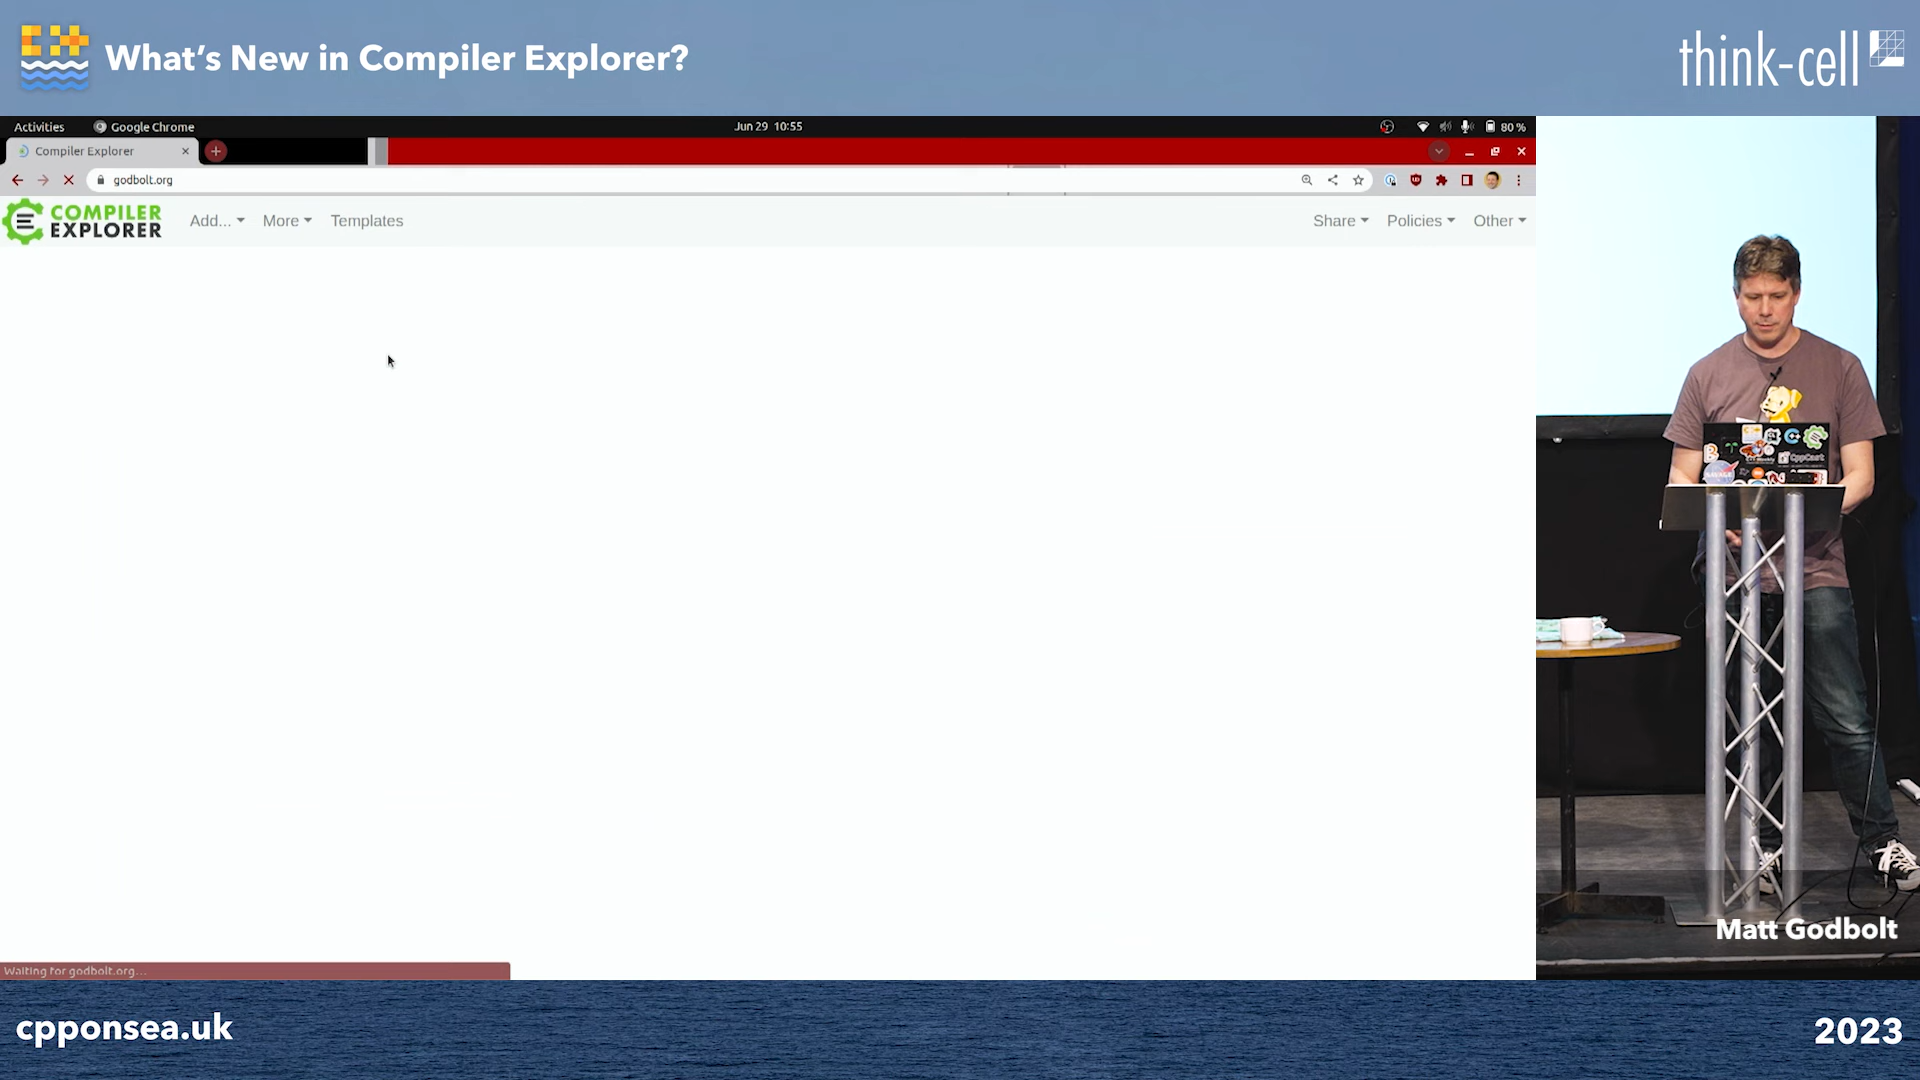 What's New in Compiler Explorer?
think-cell
Activities
Google Chrome
Jun 29 10:55
80 %
Compiler Explorer
godbolt.org
COMPILER
EXPLORER
Add...
More
Templates
Share
Policies
Other
CppCast
Waiting for godbolt.org...
Matt Godbolt
cpponsea.uk
2023